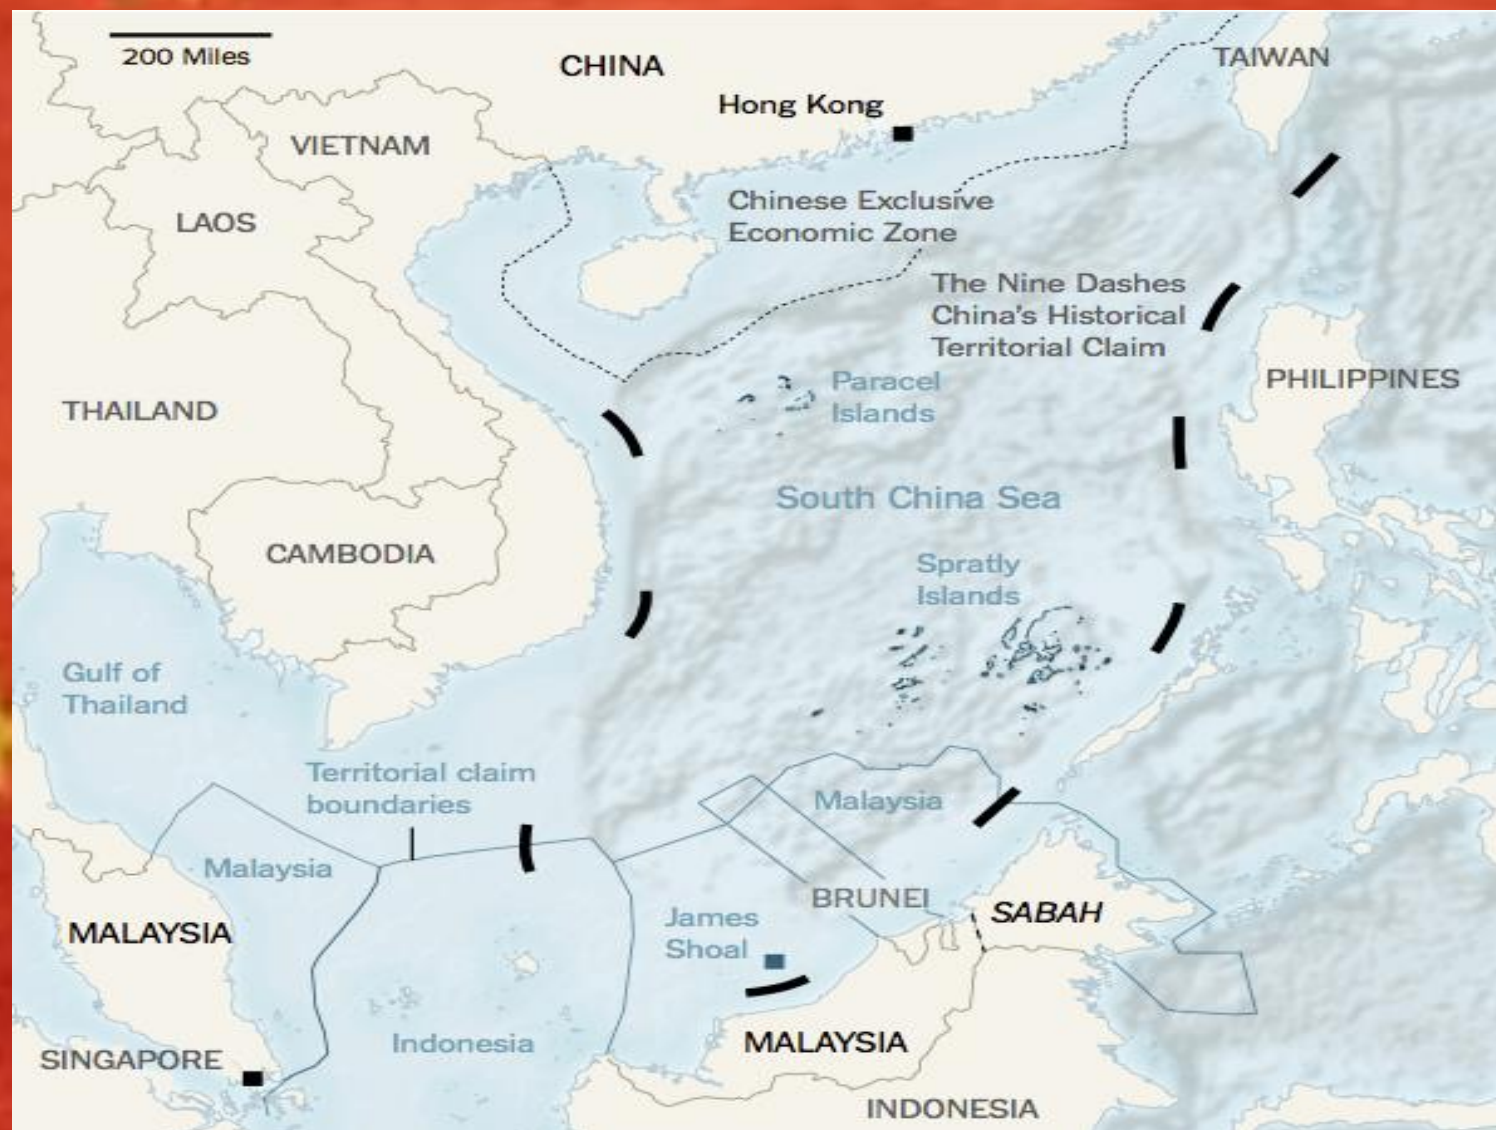 200 Miles
CHINA
TAIWAN
Hong Kong
VIETNAM
LAOS
Chinese Exclusive
Economic Zone
The Nine Dashes
China's Historical
Territorial Claim
PHILIPPINES
Paracel
Islands
THAILAND
South China Sea
CAMBODIA
Spratly
Islands
Gulf of
Thailand
Territorial claim
boundaries
Malaysia
Malaysia
BRUNEI
SABAH
James
Shoal
MALAYSIA
Indonesia
MALAYSIA
SINGAPORE
INDONESIA